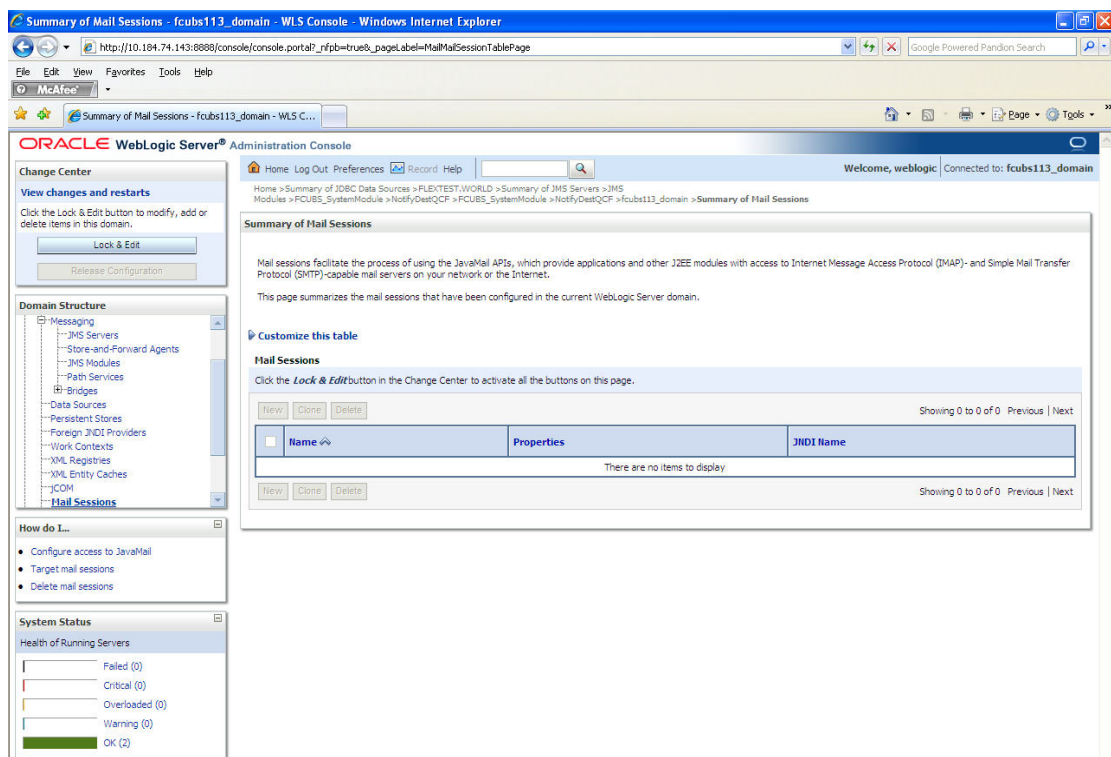 Summary of Mail Sessions - fcubs113_domain - WLS Console - Windows Internet Explorer
http://10.184.74.143:8888/console/console.portal?_nfpb=true&_pageLabel=MailMailSessionTablePage
Google Powered Pandion Search
File Edit View Favorites Tools Help
McAfee
Summary of Mail Sessions - fcubs113_domain - WLS C...
Page Tools
ORACLE WebLogic Server® Administration Console
Change Center
View changes and restarts
Click the Lock & Edit button to modify, add or
delete items in this domain.
Lock & Edit
Release Configuration
Domain Structure
Messaging
JMS Servers
Store-and-Forward Agents
JMS Modules
Path Services
Bridges
Data Sources
Persistent Stores
Foreign JNDI Providers
Work Contexts
XML Registries
XML Entity Caches
jCOM
Mail Sessions
How do I...
Configure access to JavaMail
Target mail sessions
Delete mail sessions
System Status
Health of Running Servers
Failed (0)
Critical (0)
Overloaded (0)
Warning (0)
OK (2)
Home Log Out Preferences Record Help
Welcome, weblogic Connected to: fcubs113_domain
Home >Summary of JDBC Data Sources >FLEXTEST.WORLD >Summary of JMS Servers >JMS
Modules >FCUBS_SystemModule >NotifyDestQCF >FCUBS_SystemModule >NotifyDestQCF >fcubs113_domain >Summary of Mail Sessions
Summary of Mail Sessions
Mail sessions facilitate the process of using the JavaMail APIs, which provide applications and other J2EE modules with access to Internet Message Access Protocol (IMAP)- and Simple Mail Transfer
Protocol (SMTP)-capable mail servers on your network or the Internet.
This page summarizes the mail sessions that have been configured in the current WebLogic Server domain.
Customize this table
Mail Sessions
Click the Lock & Edit button in the Change Center to activate all the buttons on this page.
New Clone Delete
Showing 0 to 0 of 0 Previous | Next
Name Properties JNDI Name
There are no items to display
New Clone Delete
Showing 0 to 0 of 0 Previous | Next